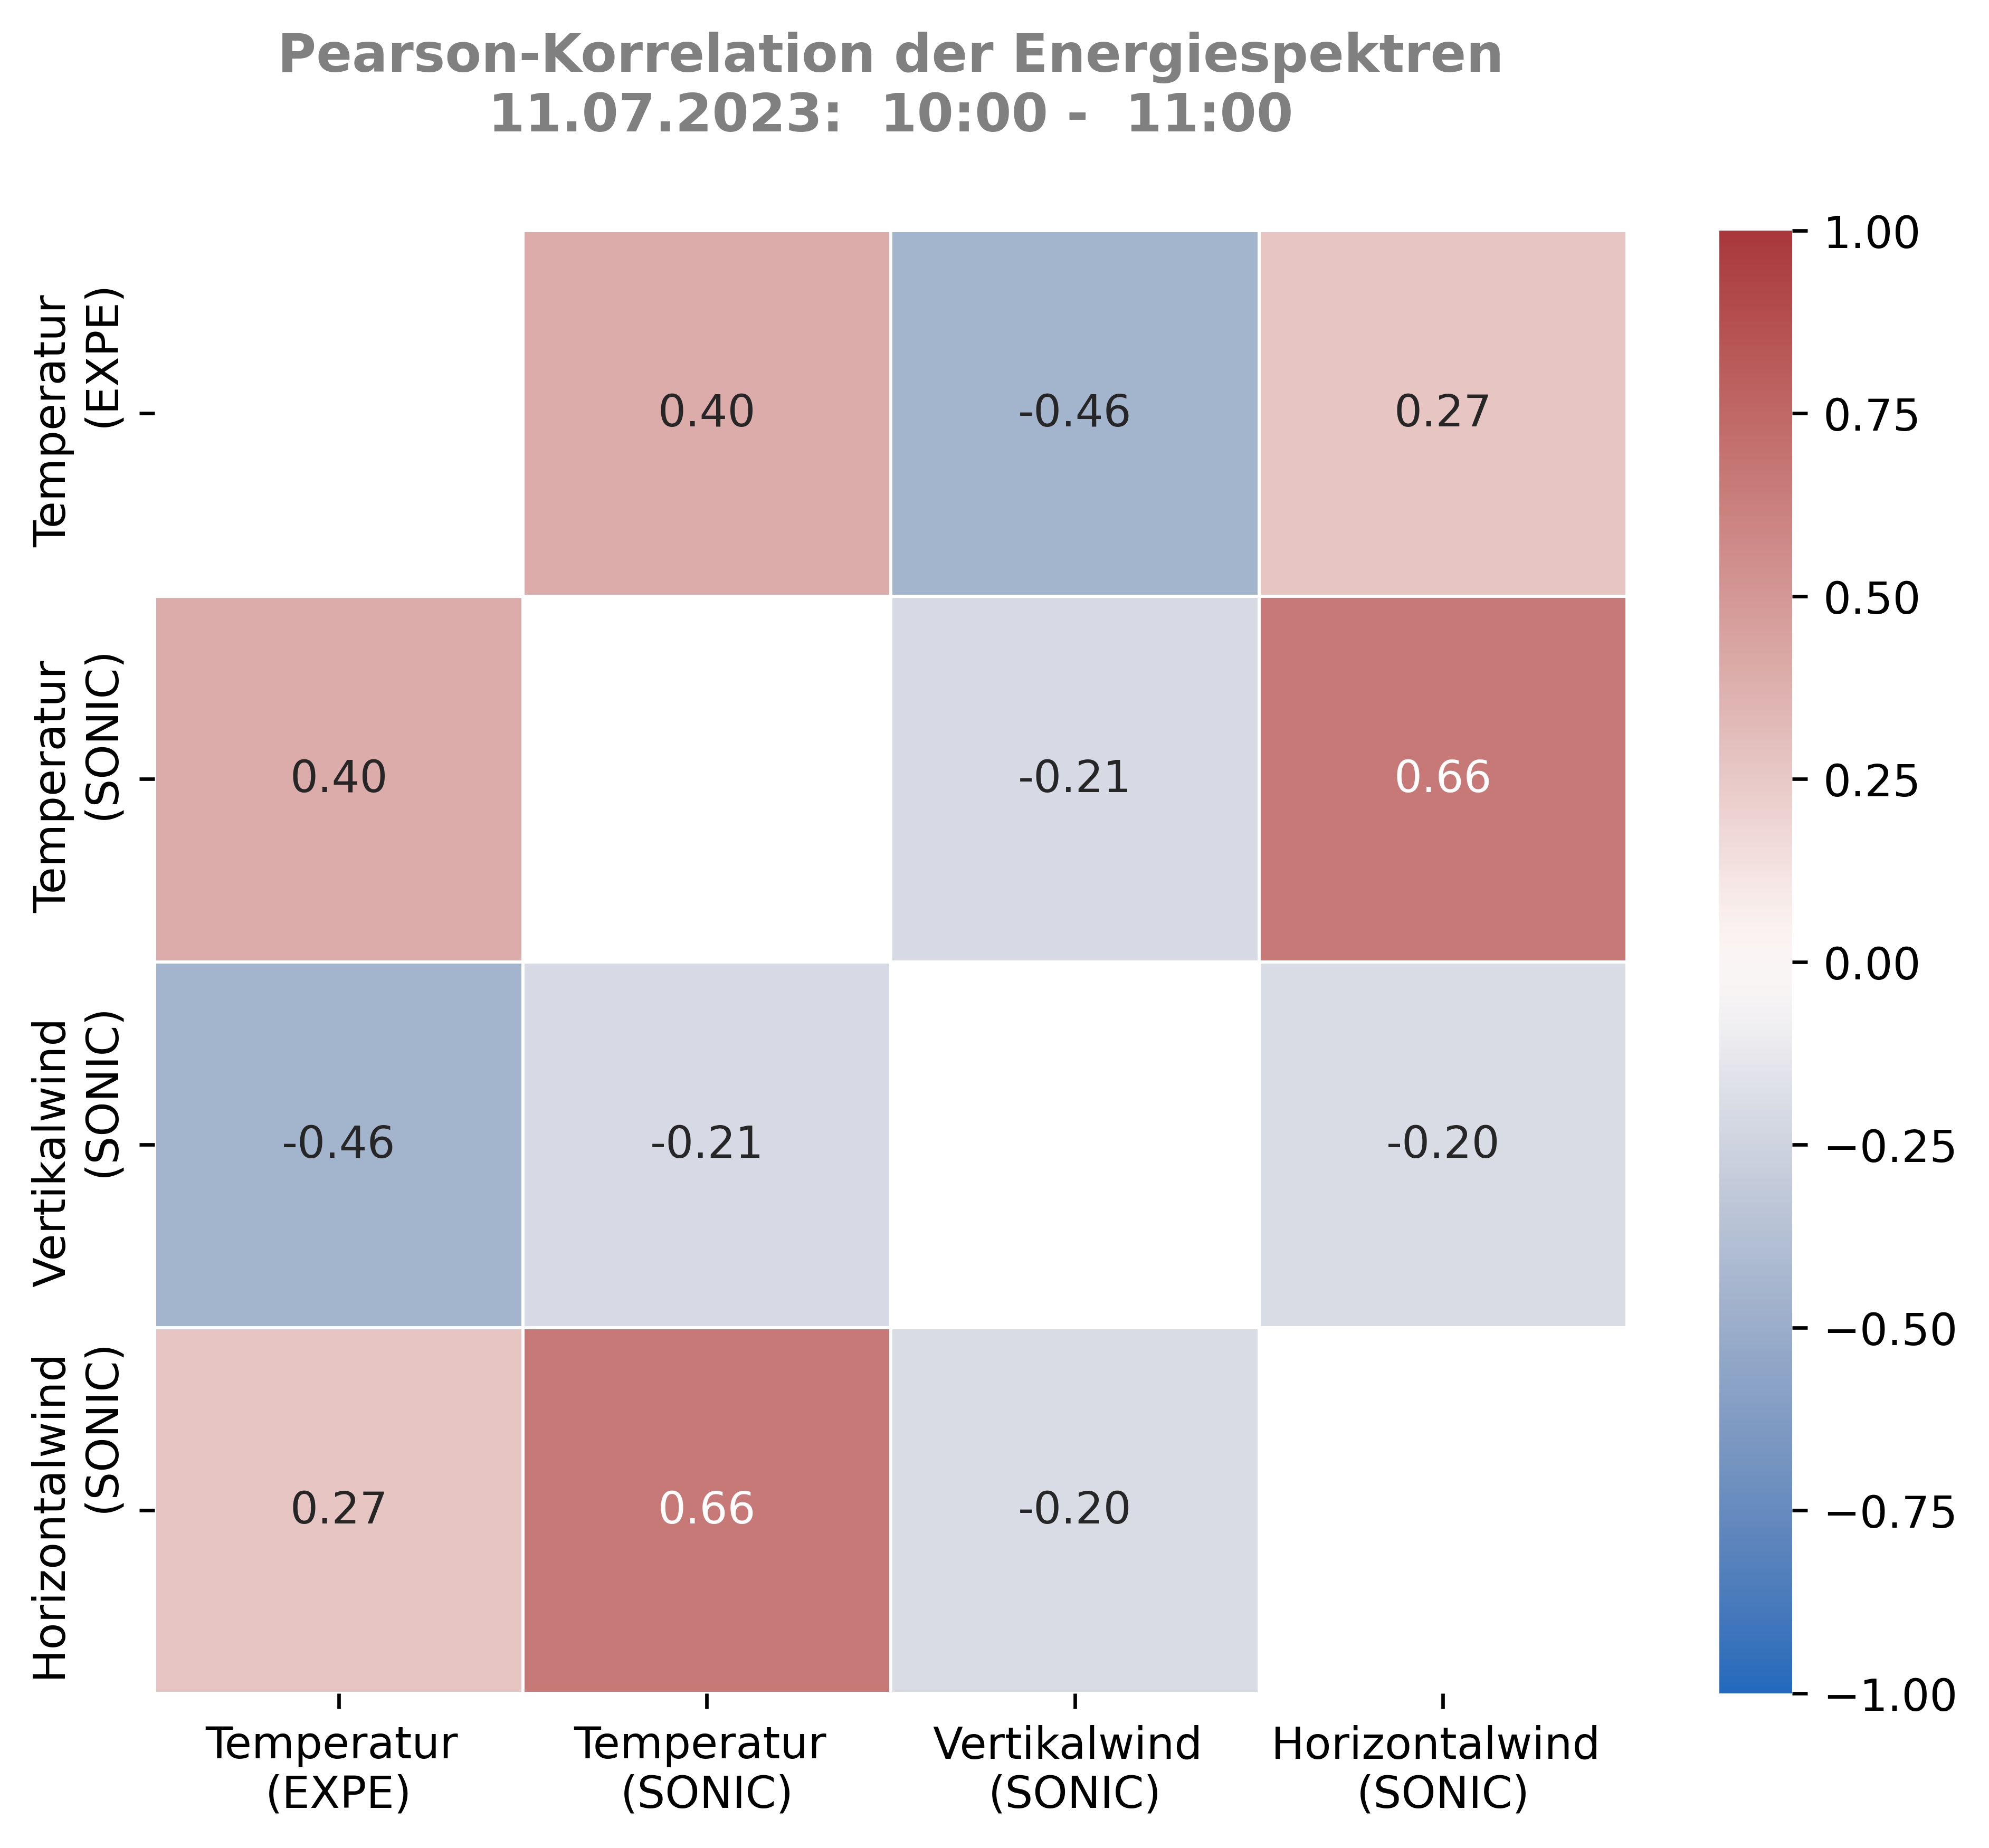 Pearson-Korrelation der Energiespektren
11.07.2023:  10:00 -  11:00
Temperatur
(EXPE)
0.40
-0.46
0.27
Temperatur
(SONIC)
0.40
-0.21
0.66
Vertikalwind
(SONIC)
-0.46
-0.21
-0.20
Horizontalwind
(SONIC)
0.27
0.66
-0.20
Temperatur
(EXPE)
Temperatur
(SONIC)
Vertikalwind
(SONIC)
Horizontalwind
(SONIC)
1.00
0.75
0.50
0.25
0.00
−0.25
−0.50
−0.75
−1.00